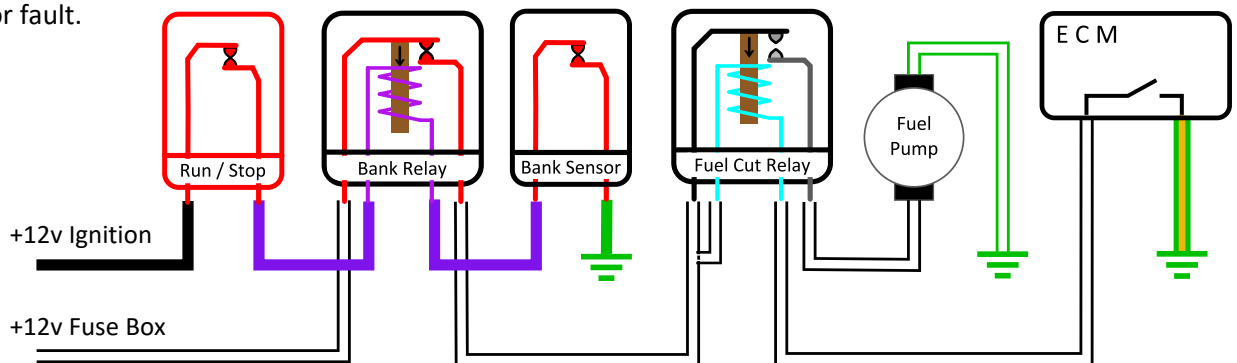 or fault.
E C M
Fuel
Pump
Run / Stop
Bank Relay
Bank Sensor
Fuel Cut Relay
+12v Ignition
+12v Fuse Box